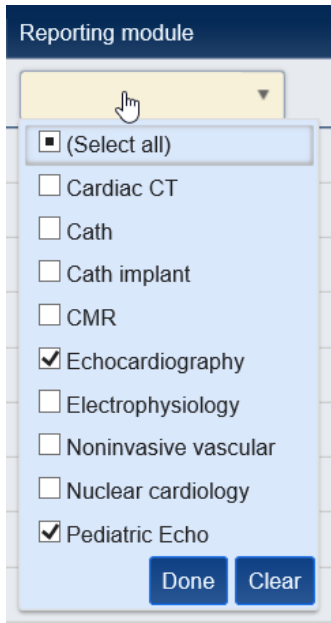 Reporting module
(Select all)
Cardiac CT
Cath
Cath implant
CMR
Echocardiography
Electrophysiology
Noninvasive vascular
Nuclear cardiology
Pediatric Echo
Done Clear